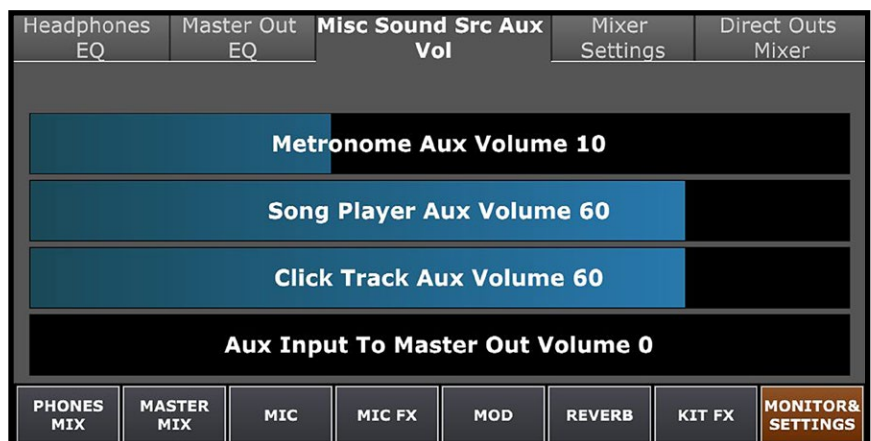 Headphones EQ
Master Out EQ
Misc Sound Src Aux Vol
Mixer Settings
Direct Outs Mixer
Metronome Aux Volume 10
Song Player Aux Volume 60
Click Track Aux Volume 60
Aux Input To Master Out Volume 0
PHONES MIX
MASTER MIX
MIC
MIC FX
MOD
REVERB
KIT FX
MONITOR& SETTINGS